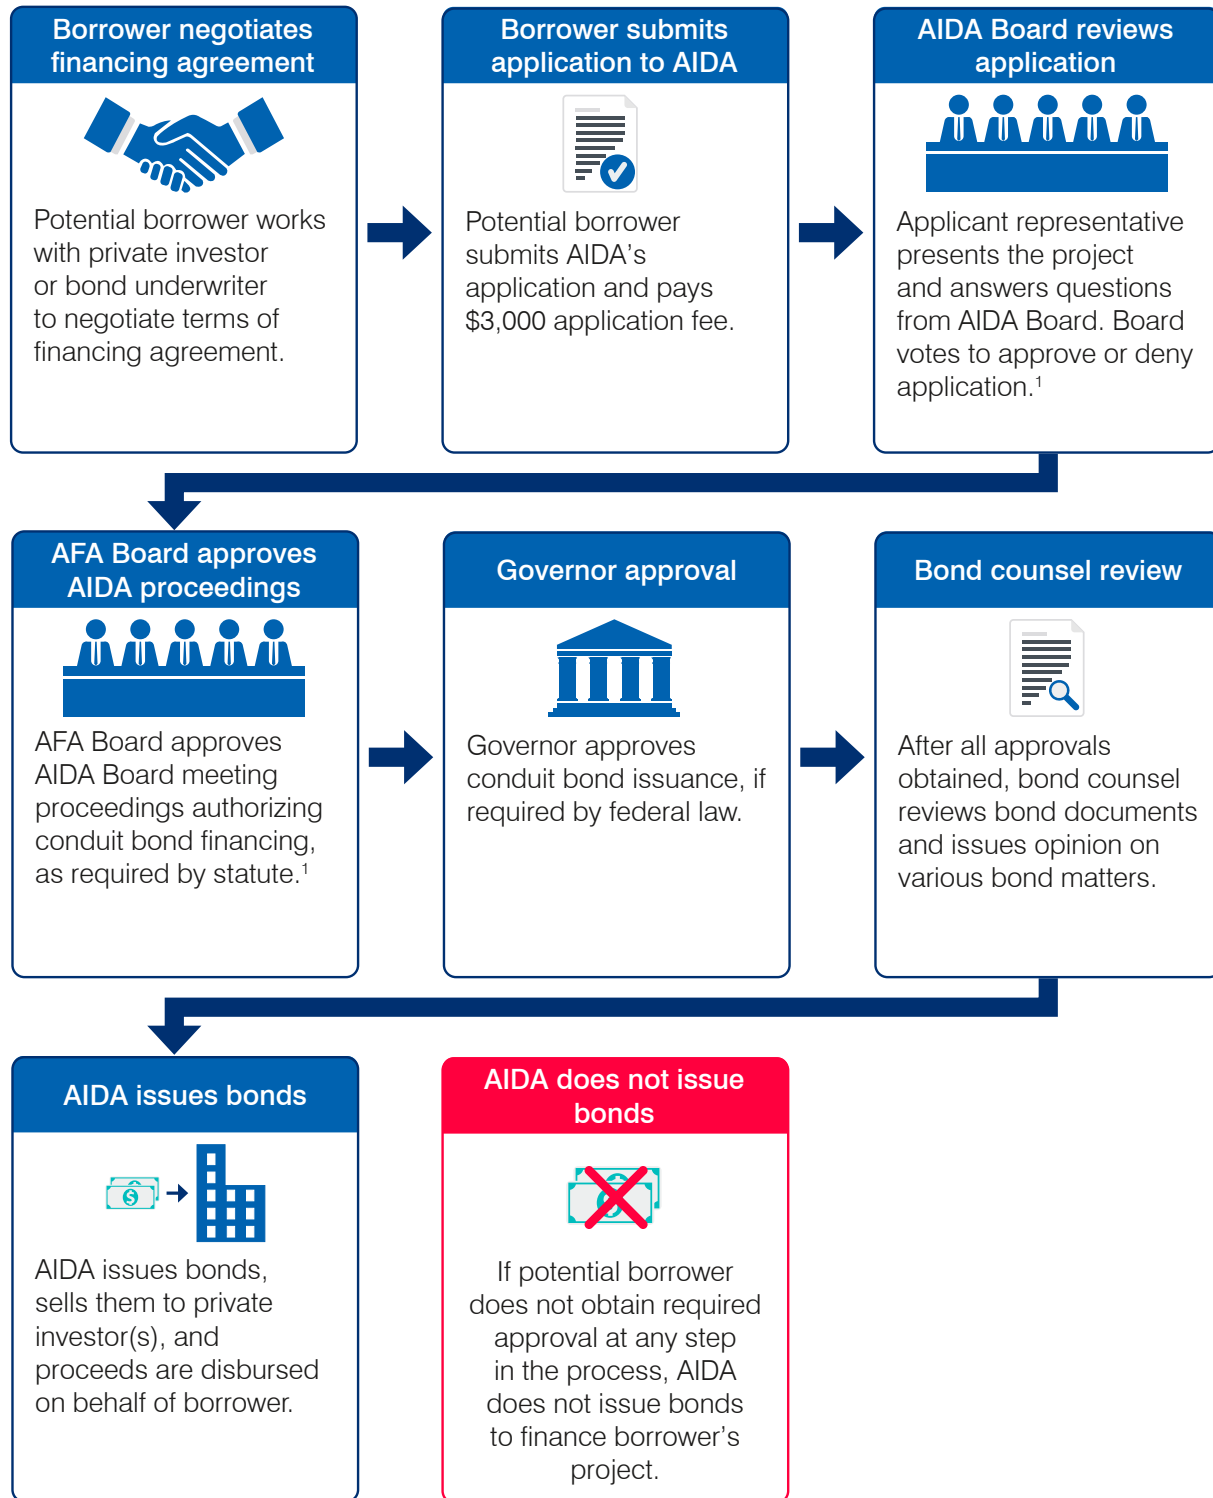 Borrower negotiates
financing agreement
Potential borrower works
with private investor
or bond underwriter
to negotiate terms of
financing agreement.
Borrower submits
application to AIDA
Potential borrower
submits AIDA's
application and pays
$3,000 application fee.
AIDA Board reviews
application
Applicant representative
presents the project
and answers questions
from AIDA Board. Board
votes to approve or deny
application.¹
AFA Board approves
AIDA proceedings
AFA Board approves
AIDA Board meeting
proceedings authorizing
conduit bond financing,
as required by statute.¹
Governor approval
Governor approves
conduit bond issuance, if
required by federal law.
Bond counsel review
After all approvals
obtained, bond counsel
reviews bond documents
and issues opinion on
various bond matters.
AIDA issues bonds
$
AIDA issues bonds,
sells them to private
investor(s), and
proceeds are disbursed
on behalf of borrower.
AIDA does not issue
bonds
If potential borrower
does not obtain required
approval at any step
in the process, AIDA
does not issue bonds
to finance borrower's
project.